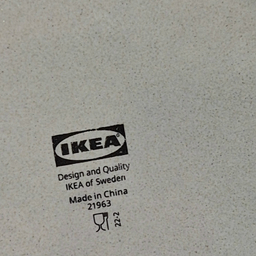 IKEA
Design and Quality
IKEA of Sweden
Made in China
21963
22-2